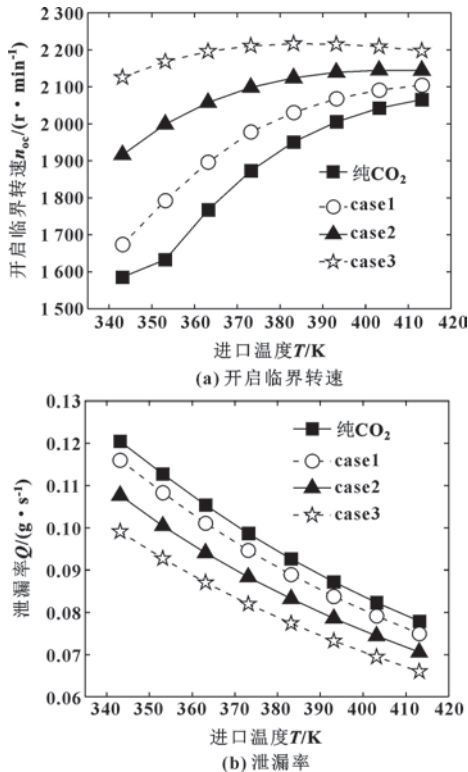 2 300
2 200
2 100
2 000
1 900
1 800
1 700
1 600
1 500
开启临界转速n_oc/(r·min⁻¹)
纯CO₂
case1
case2
case3
340 350 360 370 380 390 400 410 420
进口温度T/K
(a) 开启临界转速
0.13
0.12
0.11
0.10
0.09
0.08
0.07
0.06
泄漏率Q/(g·s⁻¹)
纯CO₂
case1
case2
case3
340 350 360 370 380 390 400 410 420
进口温度T/K
(b) 泄漏率